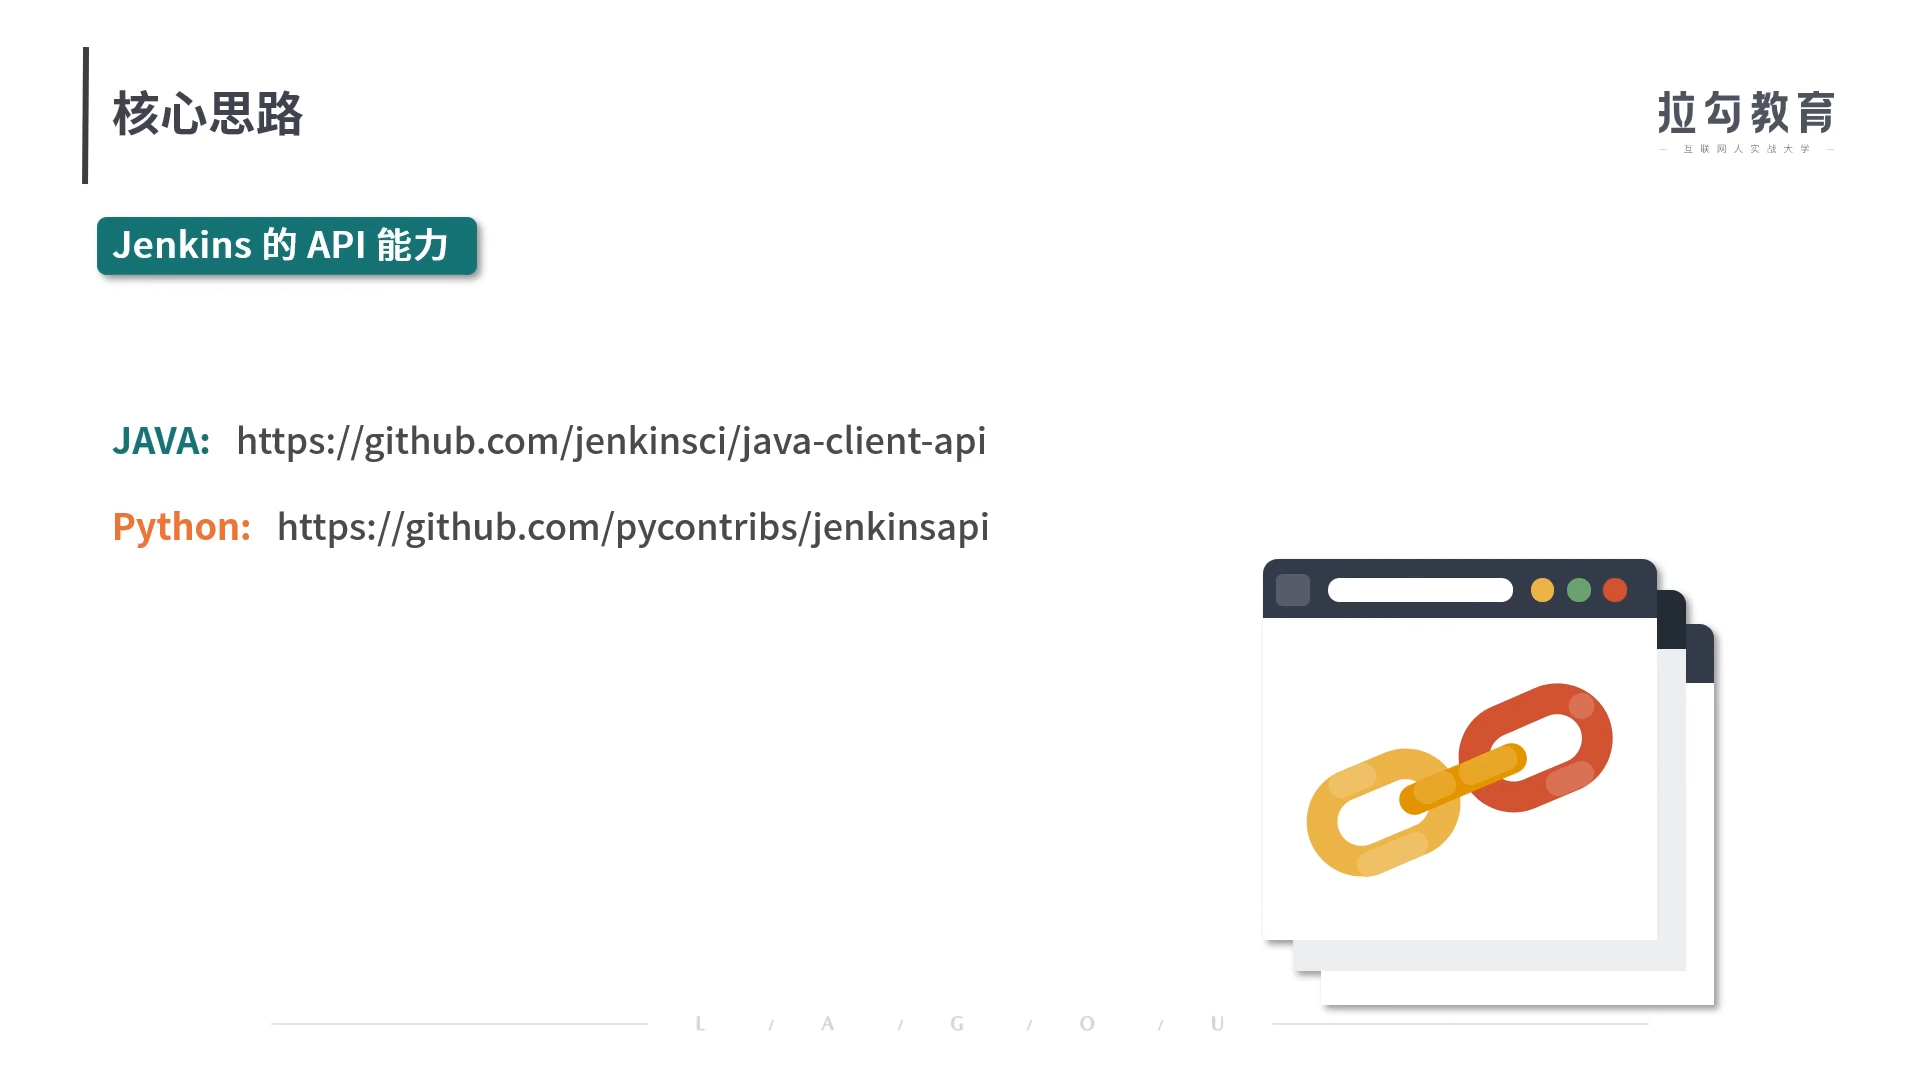 核心思路
拉勾教育
— 互联网人实战大学 —
Jenkins 的 API 能力
JAVA: https://github.com/jenkinsci/java-client-api
Python: https://github.com/pycontribs/jenkinsapi
L / A / G / O / U